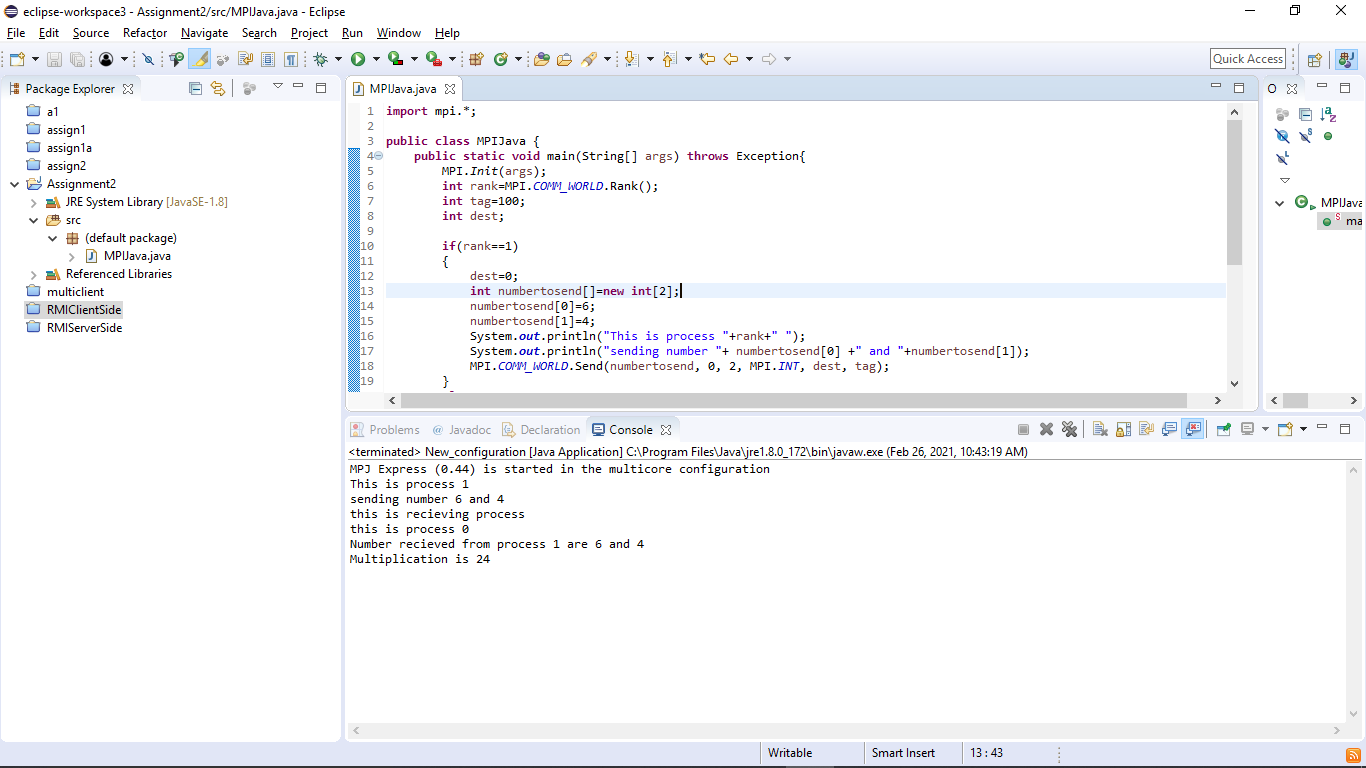 eclipse-workspace3 - Assignment2/src/MPIJava.java - Eclipse
File Edit Source Refactor Navigate Search Project Run Window Help
Quick Access
Package Explorer
a1
assign1
assign1a
assign2
Assignment2
JRE System Library [JavaSE-1.8]
src
(default package)
MPIJava.java
Referenced Libraries
multiclient
RMIClientSide
RMIServerSide
MPIJava.java
1 import mpi.*;
2
3 public class MPIJava {
4 public static void main(String[] args) throws Exception{
5 MPI.Init(args);
6 int rank=MPI.COMM_WORLD.Rank();
7 int tag=100;
8 int dest;
9
10 if(rank==1)
11 {
12 dest=0;
13 int numbertosend[]=new int[2];
14 numbertosend[0]=6;
15 numbertosend[1]=4;
16 System.out.println("This is process "+rank+" ");
17 System.out.println("sending number "+ numbertosend[0] +" and "+numbertosend[1]);
18 MPI.COMM_WORLD.Send(numbertosend, 0, 2, MPI.INT, dest, tag);
19 }
O
MPIJava
ma
Problems @ Javadoc Declaration Console
<terminated> New_configuration [Java Application] C:\Program Files\Java\jre1.8.0_172\bin\javaw.exe (Feb 26, 2021, 10:43:19 AM)
MPJ Express (0.44) is started in the multicore configuration
This is process 1
sending number 6 and 4
this is recieving process
this is process 0
Number recieved from process 1 are 6 and 4
Multiplication is 24
Writable Smart Insert 13 : 43